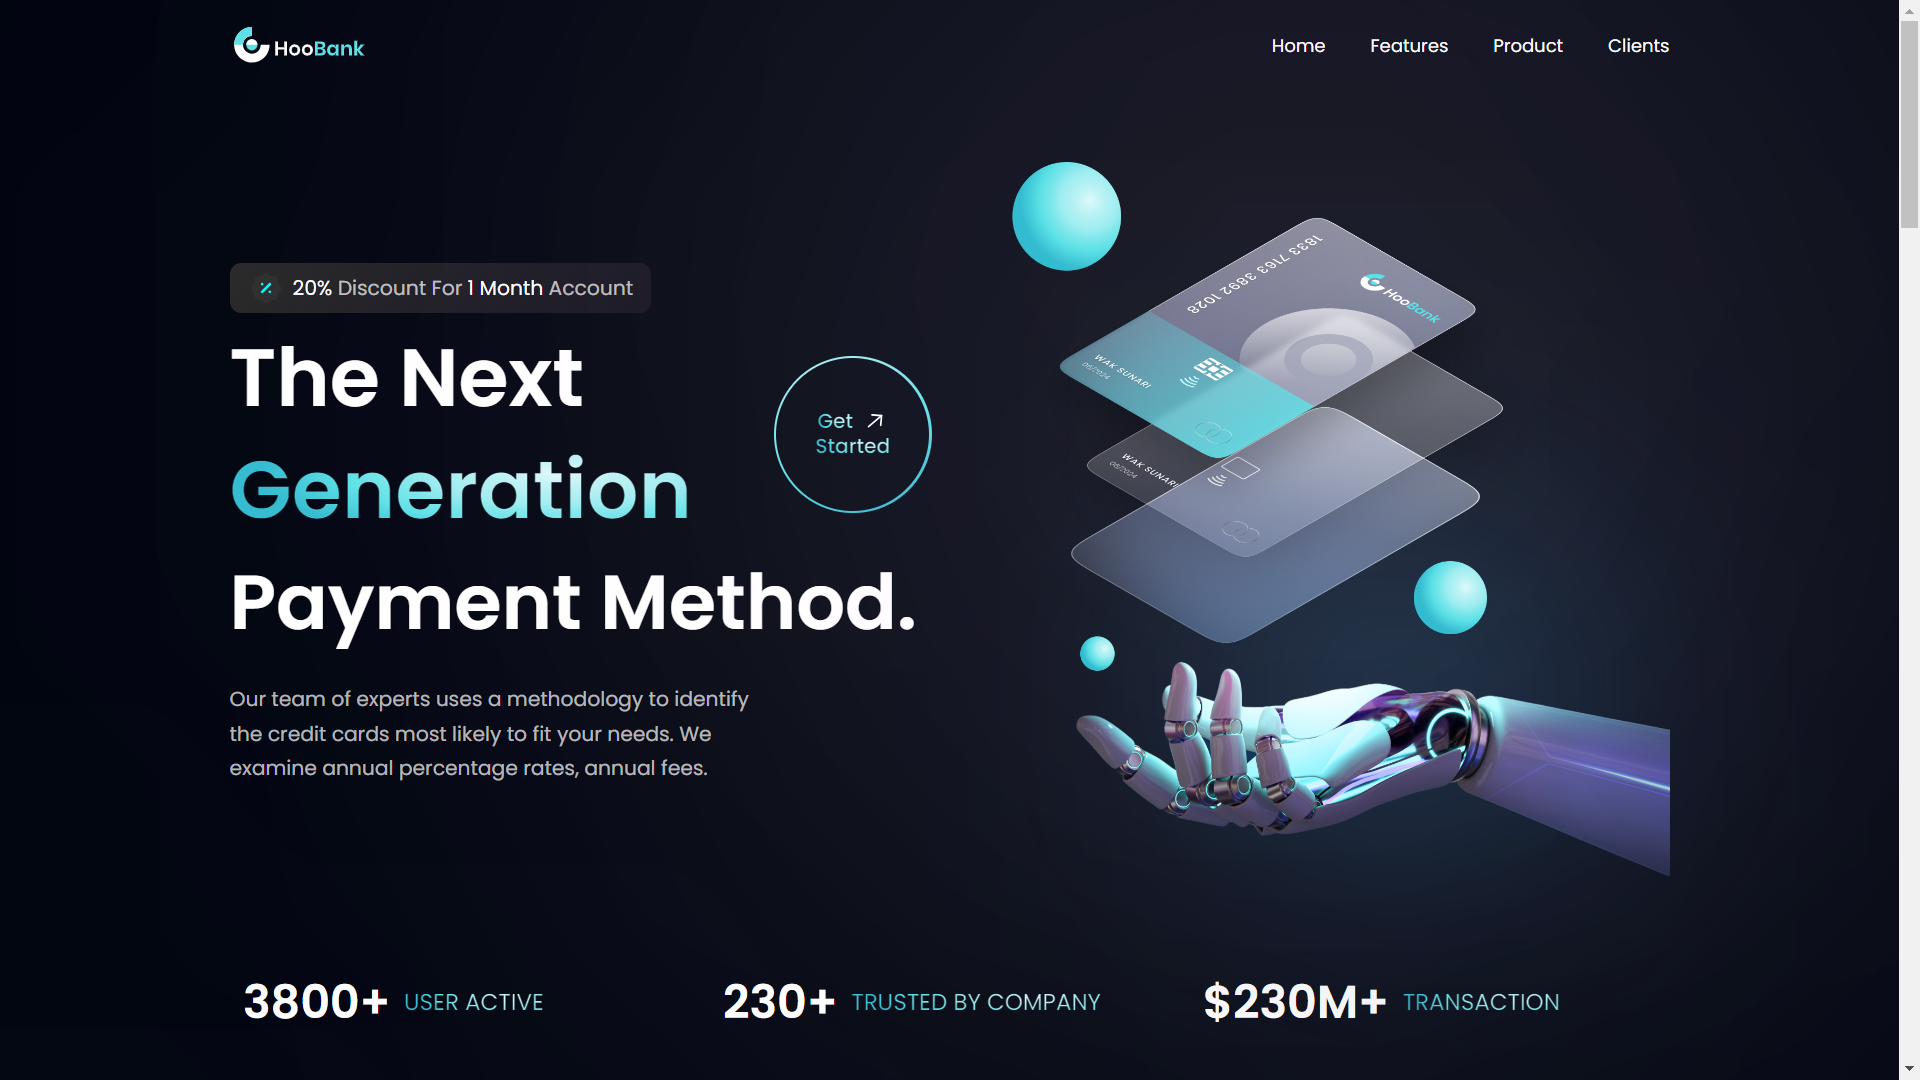 HooBank
Home
Features
Product
Clients
20% Discount For 1 Month Account
The Next
Generation
Payment Method.
Get
Started
Our team of experts uses a methodology to identify
the credit cards most likely to fit your needs. We
examine annual percentage rates, annual fees.
1833 7163 3892 1028
HooBank
WAK SUNARI
06/2024
WAK SUNARI
06/2024
3800+ USER ACTIVE
230+ TRUSTED BY COMPANY
$230M+ TRANSACTION